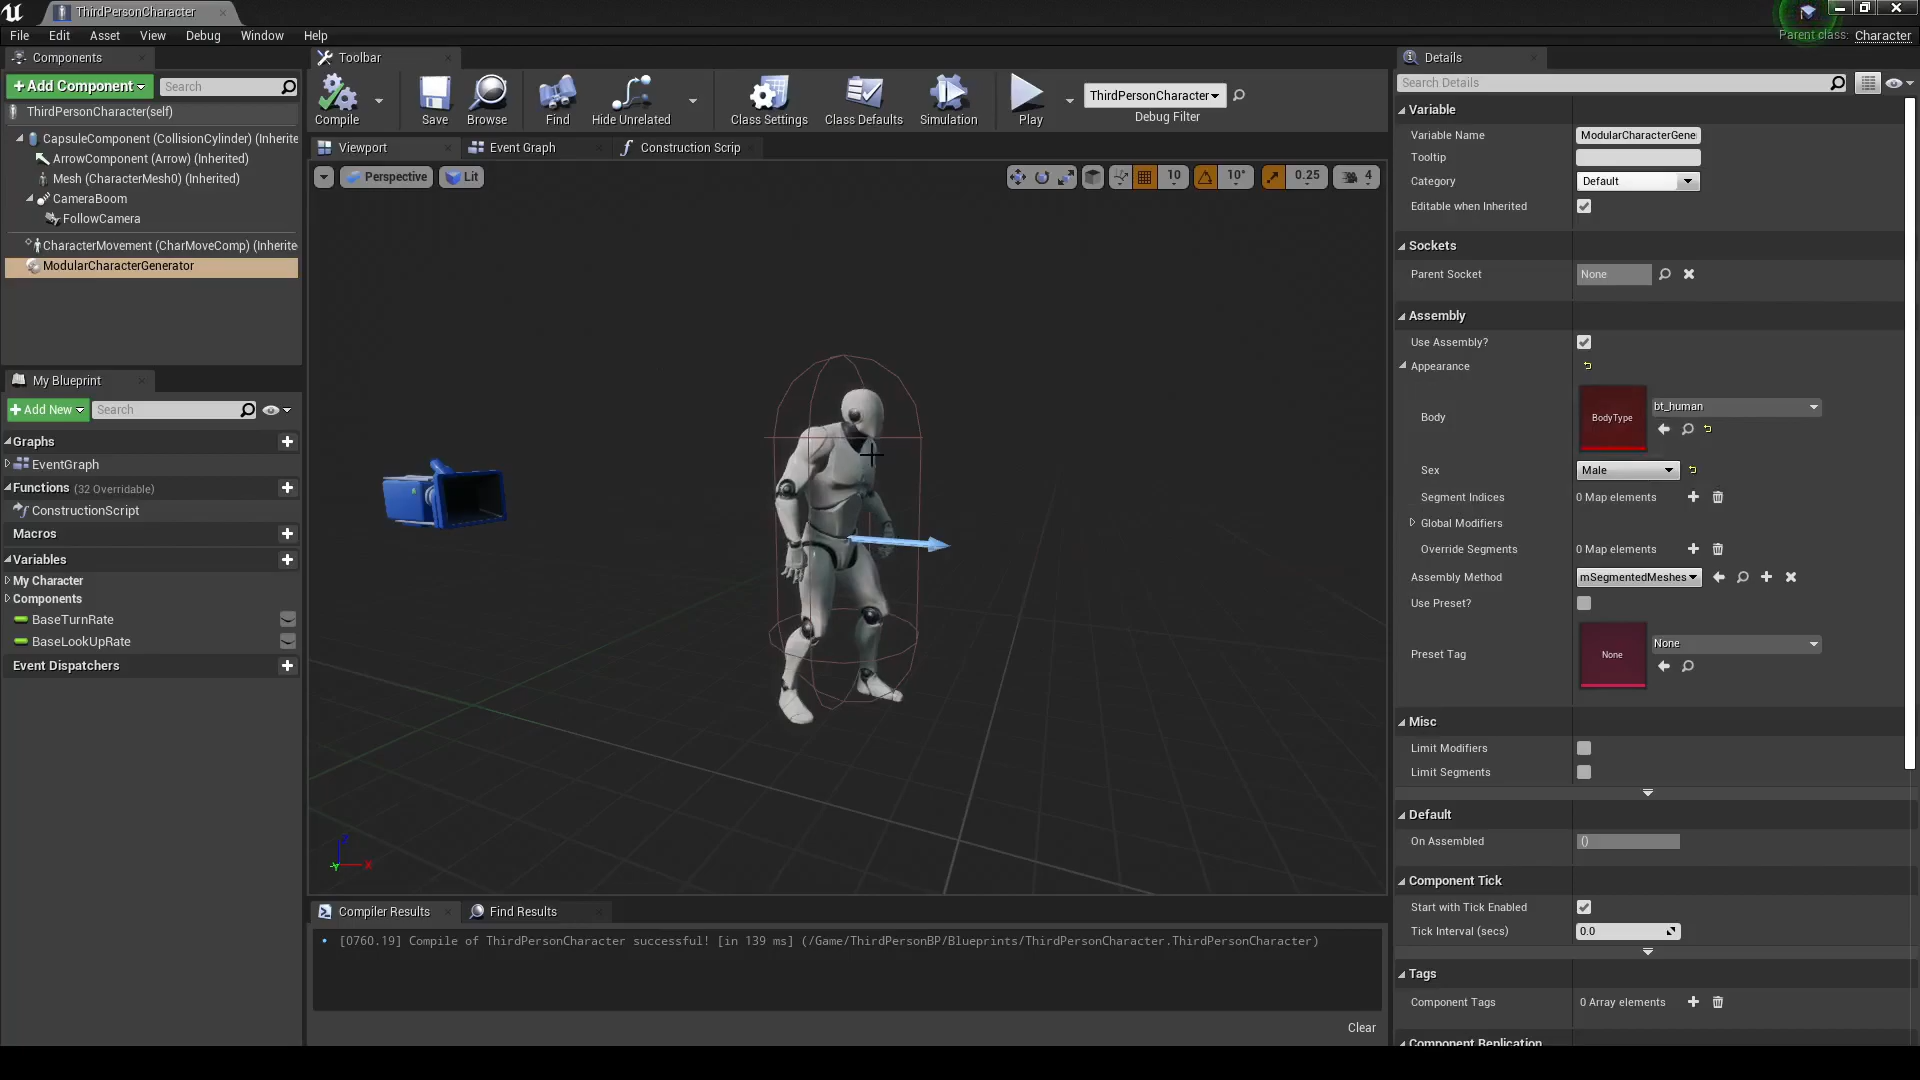 ThirdPersonCharacter
File Edit Asset View Debug Window Help
Parent class: Character
Components
Add Component
Search
ThirdPersonCharacter(self)
CapsuleComponent (CollisionCylinder) (Inherite
ArrowComponent (Arrow) (Inherited)
Mesh (CharacterMesh0) (Inherited)
CameraBoom
FollowCamera
CharacterMovement (CharMoveComp) (Inherite
ModularCharacterGenerator
My Blueprint
Add New
Search
Graphs
EventGraph
Functions (32 Overridable)
ConstructionScript
Macros
Variables
My Character
Components
BaseTurnRate
BaseLookUpRate
Event Dispatchers
Toolbar
Compile
Save
Browse
Find
Hide Unrelated
Class Settings
Class Defaults
Simulation
Play
ThirdPersonCharacter
Debug Filter
Viewport
Event Graph
Construction Scrip
Perspective
Lit
10
10°
0.25
4
X
Compiler Results
Find Results
[0760.19] Compile of ThirdPersonCharacter successful! [in 139 ms] (/Game/ThirdPersonBP/Blueprints/ThirdPersonCharacter.ThirdPersonCharacter)
Clear
Details
Search Details
Variable
Variable Name ModularCharacterGene
Tooltip
Category Default
Editable when Inherited
Sockets
Parent Socket None
Assembly
Use Assembly?
Appearance
Body BodyType bt_human
Sex Male
Segment Indices 0 Map elements
Global Modifiers
Override Segments 0 Map elements
Assembly Method mSegmentedMeshes
Use Preset?
Preset Tag None None
Misc
Limit Modifiers
Limit Segments
Default
On Assembled ()
Component Tick
Start with Tick Enabled
Tick Interval (secs) 0.0
Tags
Component Tags 0 Array elements
Component Replication